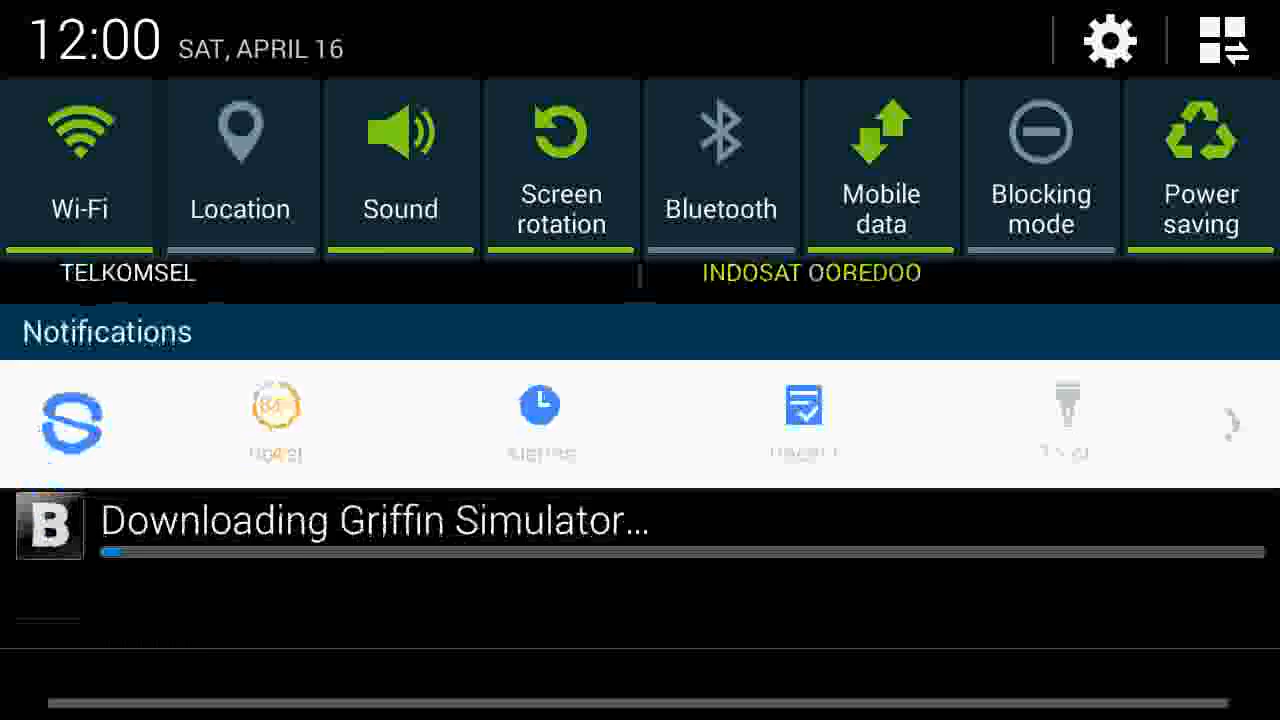 12:00 SAT, APRIL 16
Wi-Fi
Location
Sound
Screen
rotation
Bluetooth
Mobile
data
Blocking
mode
Power
saving
TELKOMSEL
INDOSAT OOREDOO
Notifications
B
Downloading Griffin Simulator...